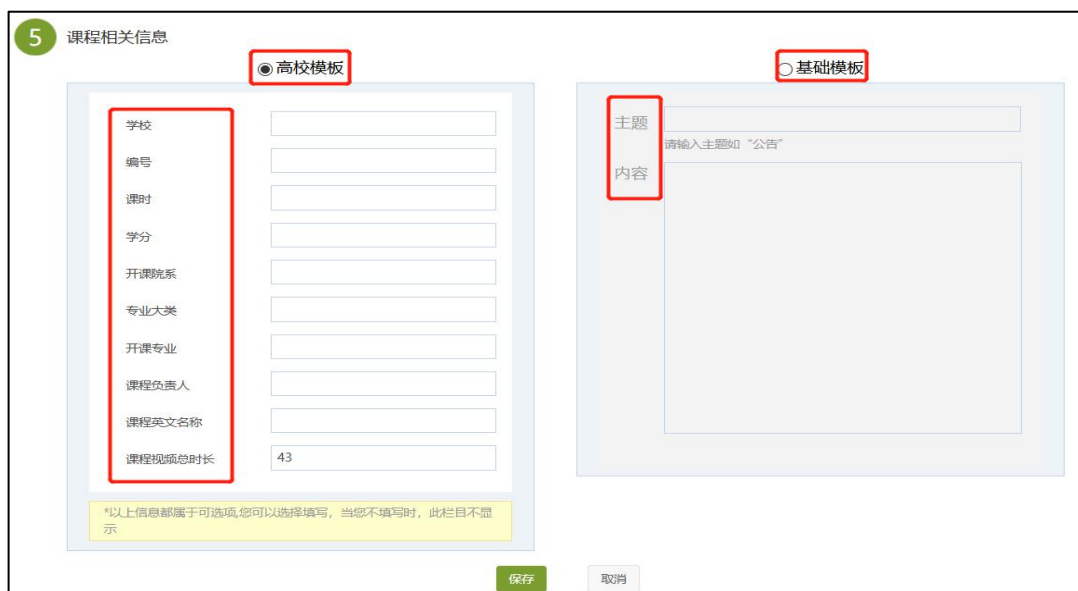 5 课程相关信息
高校模板
学校
编号
课时
学分
开课院系
专业大类
开课专业
课程负责人
课程英文名称
课程视频总时长 43
*以上信息都属于可选项,您可以选择填写，当您不填写时，此栏目不显
示
基础模板
主题
请输入主题如“公告”
内容
保存 取消